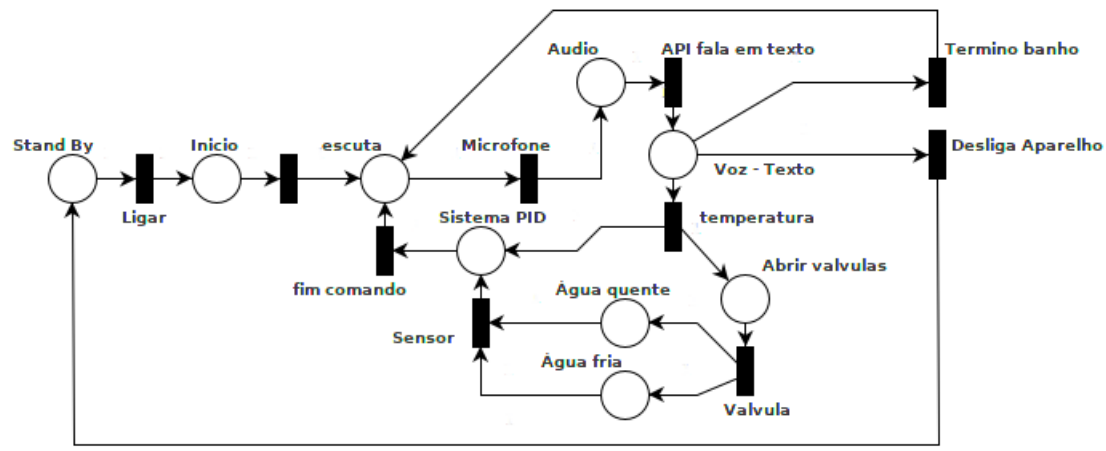 Audio
API fala em texto
Termino banho
Stand By
Inicio
escuta
Microfone
Desliga Aparelho
Voz - Texto
Ligar
Sistema PID
temperatura
Abrir valvulas
fim comando
Água quente
Sensor
Água fria
Valvula